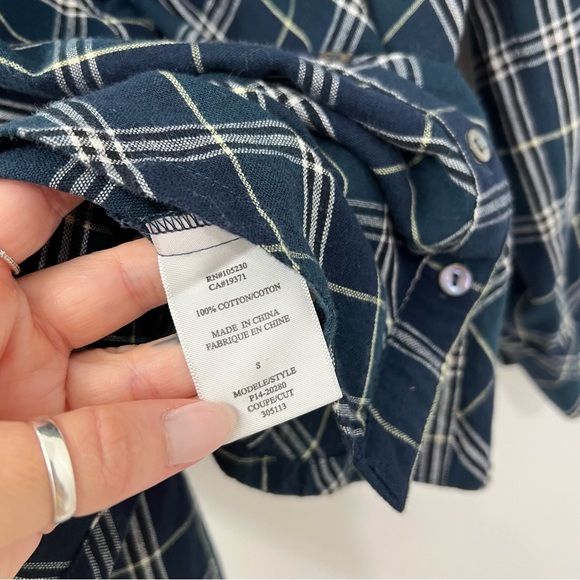 RN#105230
CA#19371
100% COTTON/COTON
MADE IN CHINA
FABRIQUE EN CHINE
S
MODELE/STYLE
P14-20280
COUPE/CUT
305113